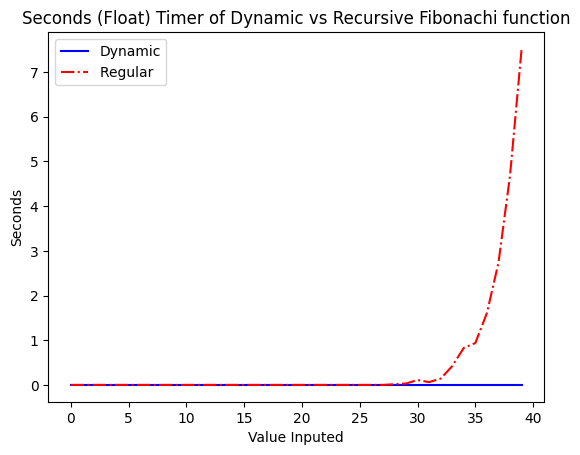 Seconds (Float) Timer of Dynamic vs Recursive Fibonachi function
Dynamic
Regular
7
6
5
4
3
2
1
0
Seconds
0 5 10 15 20 25 30 35 40
Value Inputed